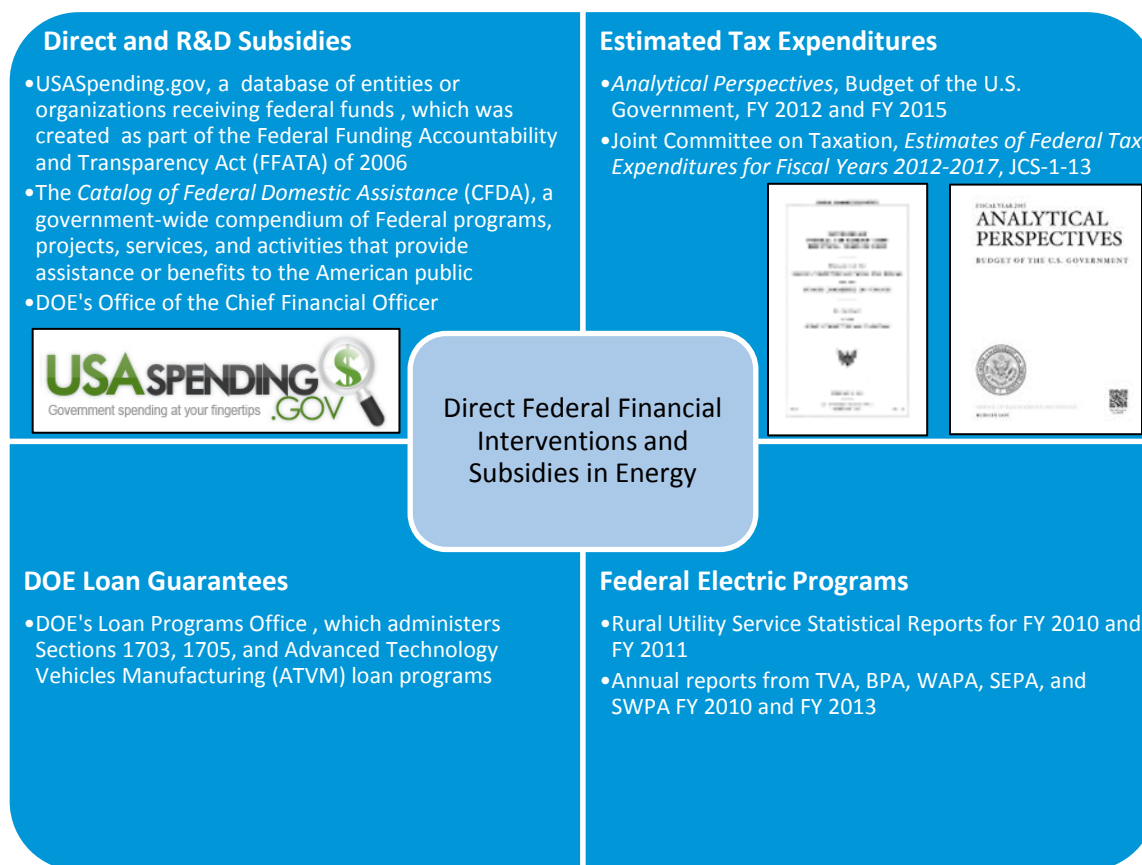 Direct and R&D Subsidies
•USASpending.gov, a database of entities or
organizations receiving federal funds , which was
created as part of the Federal Funding Accountability
and Transparency Act (FFATA) of 2006
•The Catalog of Federal Domestic Assistance (CFDA), a
government-wide compendium of Federal programs,
projects, services, and activities that provide
assistance or benefits to the American public
•DOE's Office of the Chief Financial Officer
USASPENDING
.GOV
Government spending at your fingertips
Estimated Tax Expenditures
•Analytical Perspectives, Budget of the U.S.
Government, FY 2012 and FY 2015
•Joint Committee on Taxation, Estimates of Federal Tax
Expenditures for Fiscal Years 2012-2017, JCS-1-13
ANALYTICAL
PERSPECTIVES
BUDGET OF THE U.S. GOVERNMENT
Direct Federal Financial
Interventions and
Subsidies in Energy
DOE Loan Guarantees
•DOE's Loan Programs Office , which administers
Sections 1703, 1705, and Advanced Technology
Vehicles Manufacturing (ATVM) loan programs
Federal Electric Programs
•Rural Utility Service Statistical Reports for FY 2010 and
FY 2011
•Annual reports from TVA, BPA, WAPA, SEPA, and
SWPA FY 2010 and FY 2013